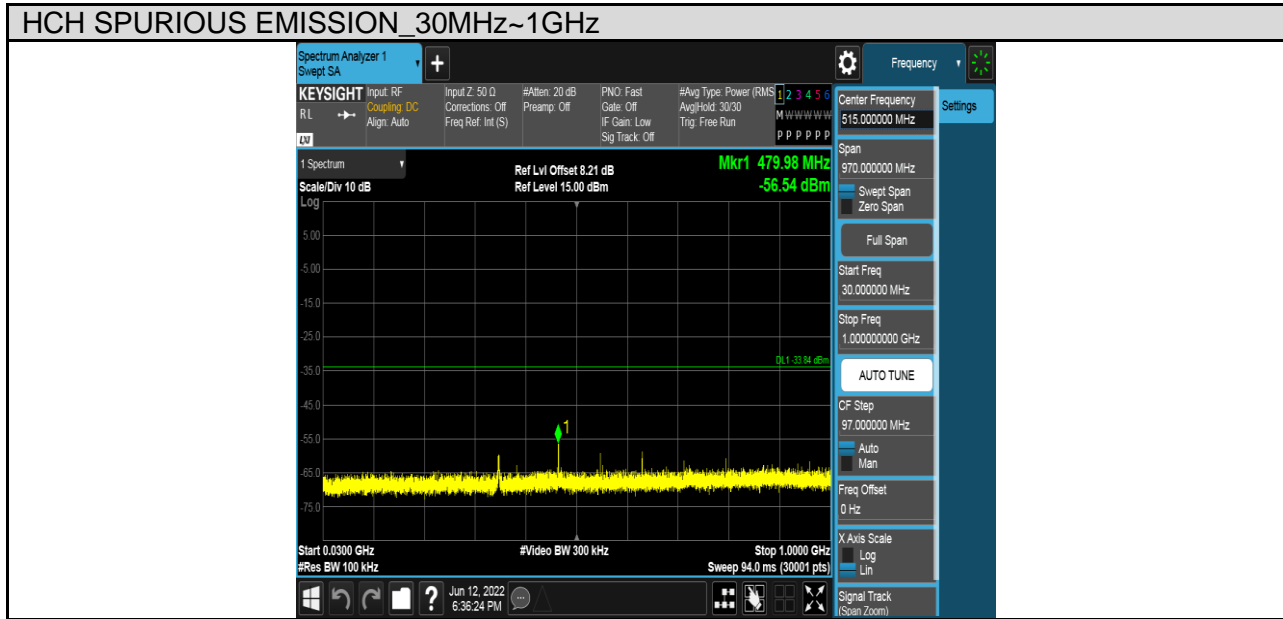 HCH SPURIOUS EMISSION_30MHz~1GHz
Spectrum Analyzer 1
Swept SA
+
Frequency
KEYSIGHT
RL
LXI
Input: RF
Coupling: DC
Align: Auto
Input Z: 50 Ω
Corrections: Off
Freq Ref: Int (S)
#Atten: 20 dB
Preamp: Off
PNO: Fast
Gate: Off
IF Gain: Low
Sig Track: Off
#Avg Type: Power (RMS
Avg|Hold: 30/30
Trig: Free Run
1 2 3 4 5 6
M W W W W W
P P P P P P
1 Spectrum
Scale/Div 10 dB
Log
Ref Lvl Offset 8.21 dB
Ref Level 15.00 dBm
Mkr1 479.98 MHz
-56.54 dBm
5.00
-5.00
-15.0
-25.0
DL1 -33.84 dBm
-35.0
-45.0
1
-55.0
-65.0
-75.0
Start 0.0300 GHz
#Res BW 100 kHz
#Video BW 300 kHz
Stop 1.0000 GHz
Sweep 94.0 ms (30001 pts)
?
Jun 12, 2022
6:36:24 PM
Center Frequency
515.000000 MHz
Settings
Span
970.000000 MHz
Swept Span
Zero Span
Full Span
Start Freq
30.000000 MHz
Stop Freq
1.000000000 GHz
AUTO TUNE
CF Step
97.000000 MHz
Auto
Man
Freq Offset
0 Hz
X Axis Scale
Log
Lin
Signal Track
(Span Zoom)